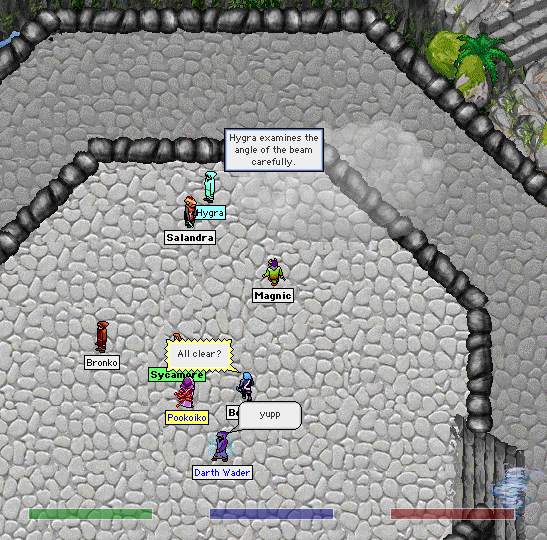 Hygra examines the
angle of the beam
carefully.
Hygra
Salandra
Magnic
Bronko
All clear?
Sycamore
Pookoiko
yupp
Darth Wader